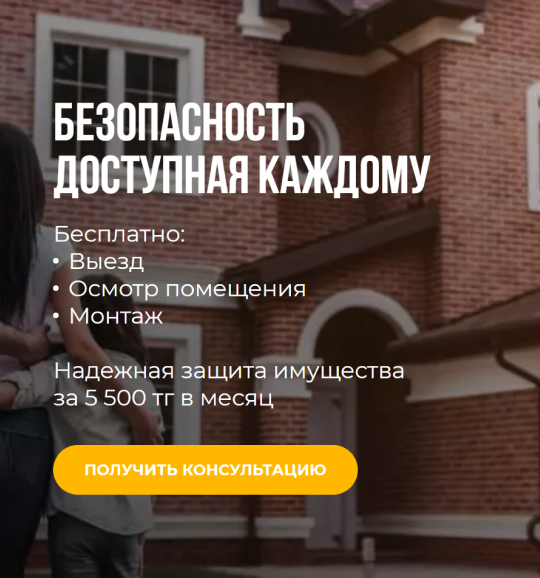 БЕЗОПАСНОСТЬ
ДОСТУПНАЯ КАЖДОМУ
Бесплатно:
• Выезд
• Осмотр помещения
• Монтаж
Надежная защита имущества
за 5 500 тг в месяц
ПОЛУЧИТЬ КОНСУЛЬТАЦИЮ